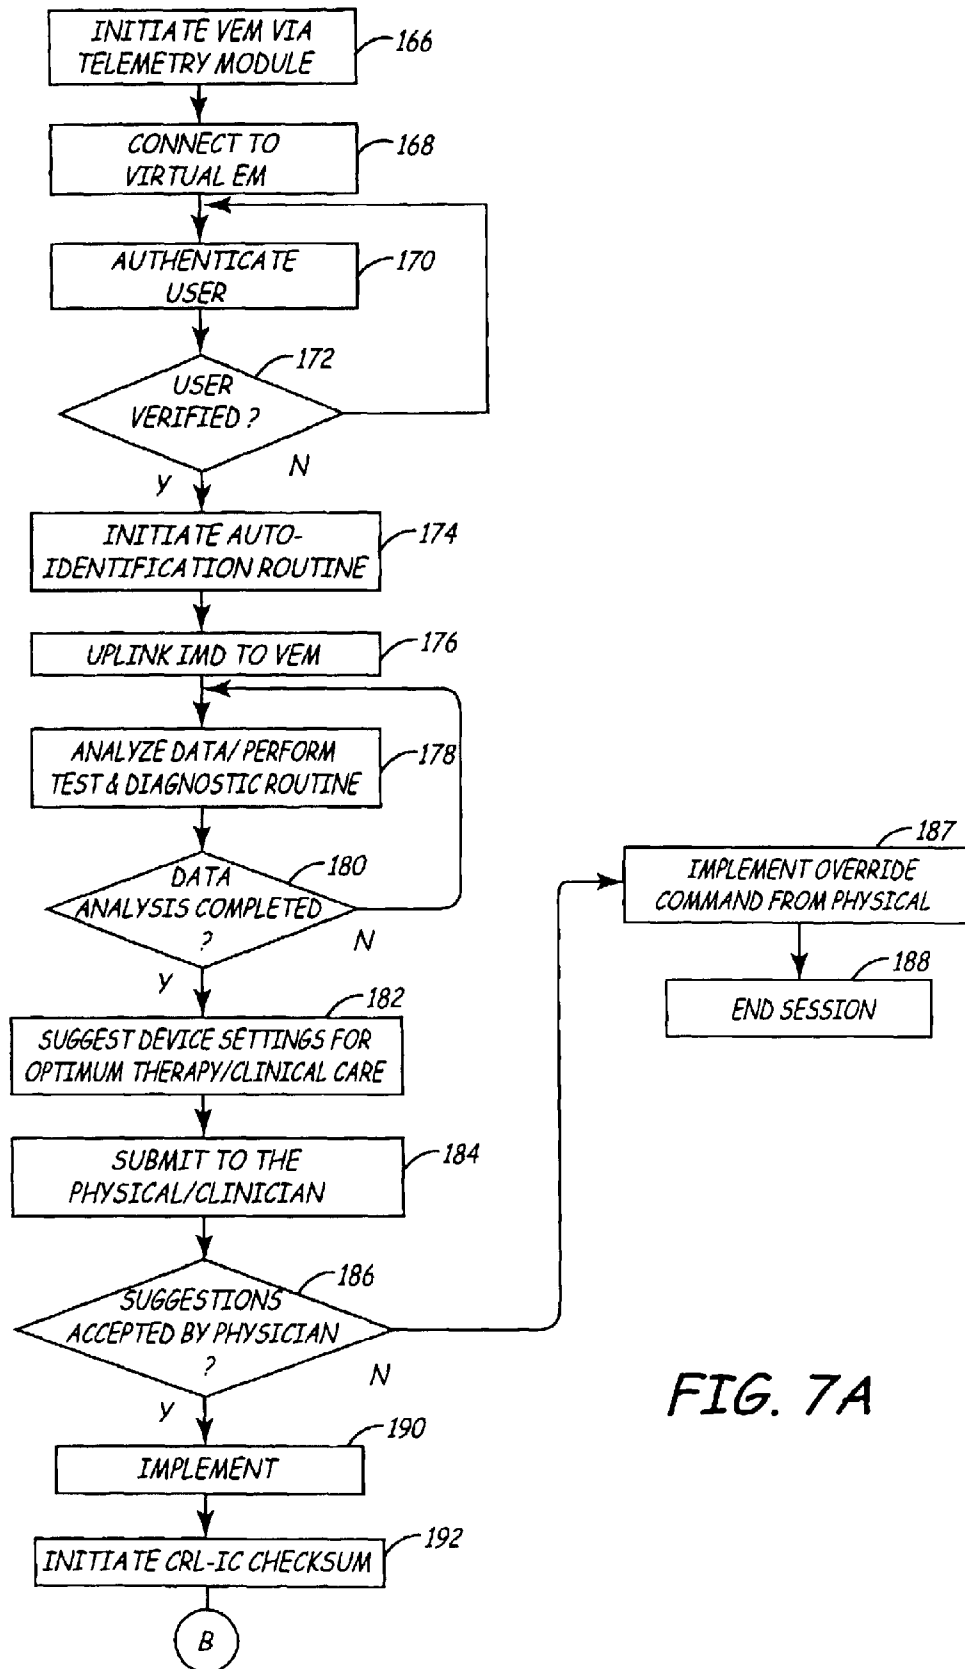 INITIATE VEM VIA
TELEMETRY MODULE
166
CONNECT TO
VIRTUAL EM
168
AUTHENTICATE
USER
170
172
USER
VERIFIED ?
N
Y
INITIATE AUTO-
IDENTIFICATION ROUTINE
174
UPLINK IMD TO VEM
176
ANALYZE DATA/PERFORM
TEST & DIAGNOSTIC ROUTINE
178
180
DATA
ANALYSIS COMPLETED
?
N
Y
187
IMPLEMENT OVERRIDE
COMMAND FROM PHYSICAL
188
END SESSION
182
SUGGEST DEVICE SETTINGS FOR
OPTIMUM THERAPY/CLINICAL CARE
SUBMIT TO THE
PHYSICAL/CLINICIAN
184
186
SUGGESTIONS
ACCEPTED BY PHYSICIAN
?
N
Y
190
IMPLEMENT
INITIATE CRL-IC CHECKSUM
192
B
FIG. 7A